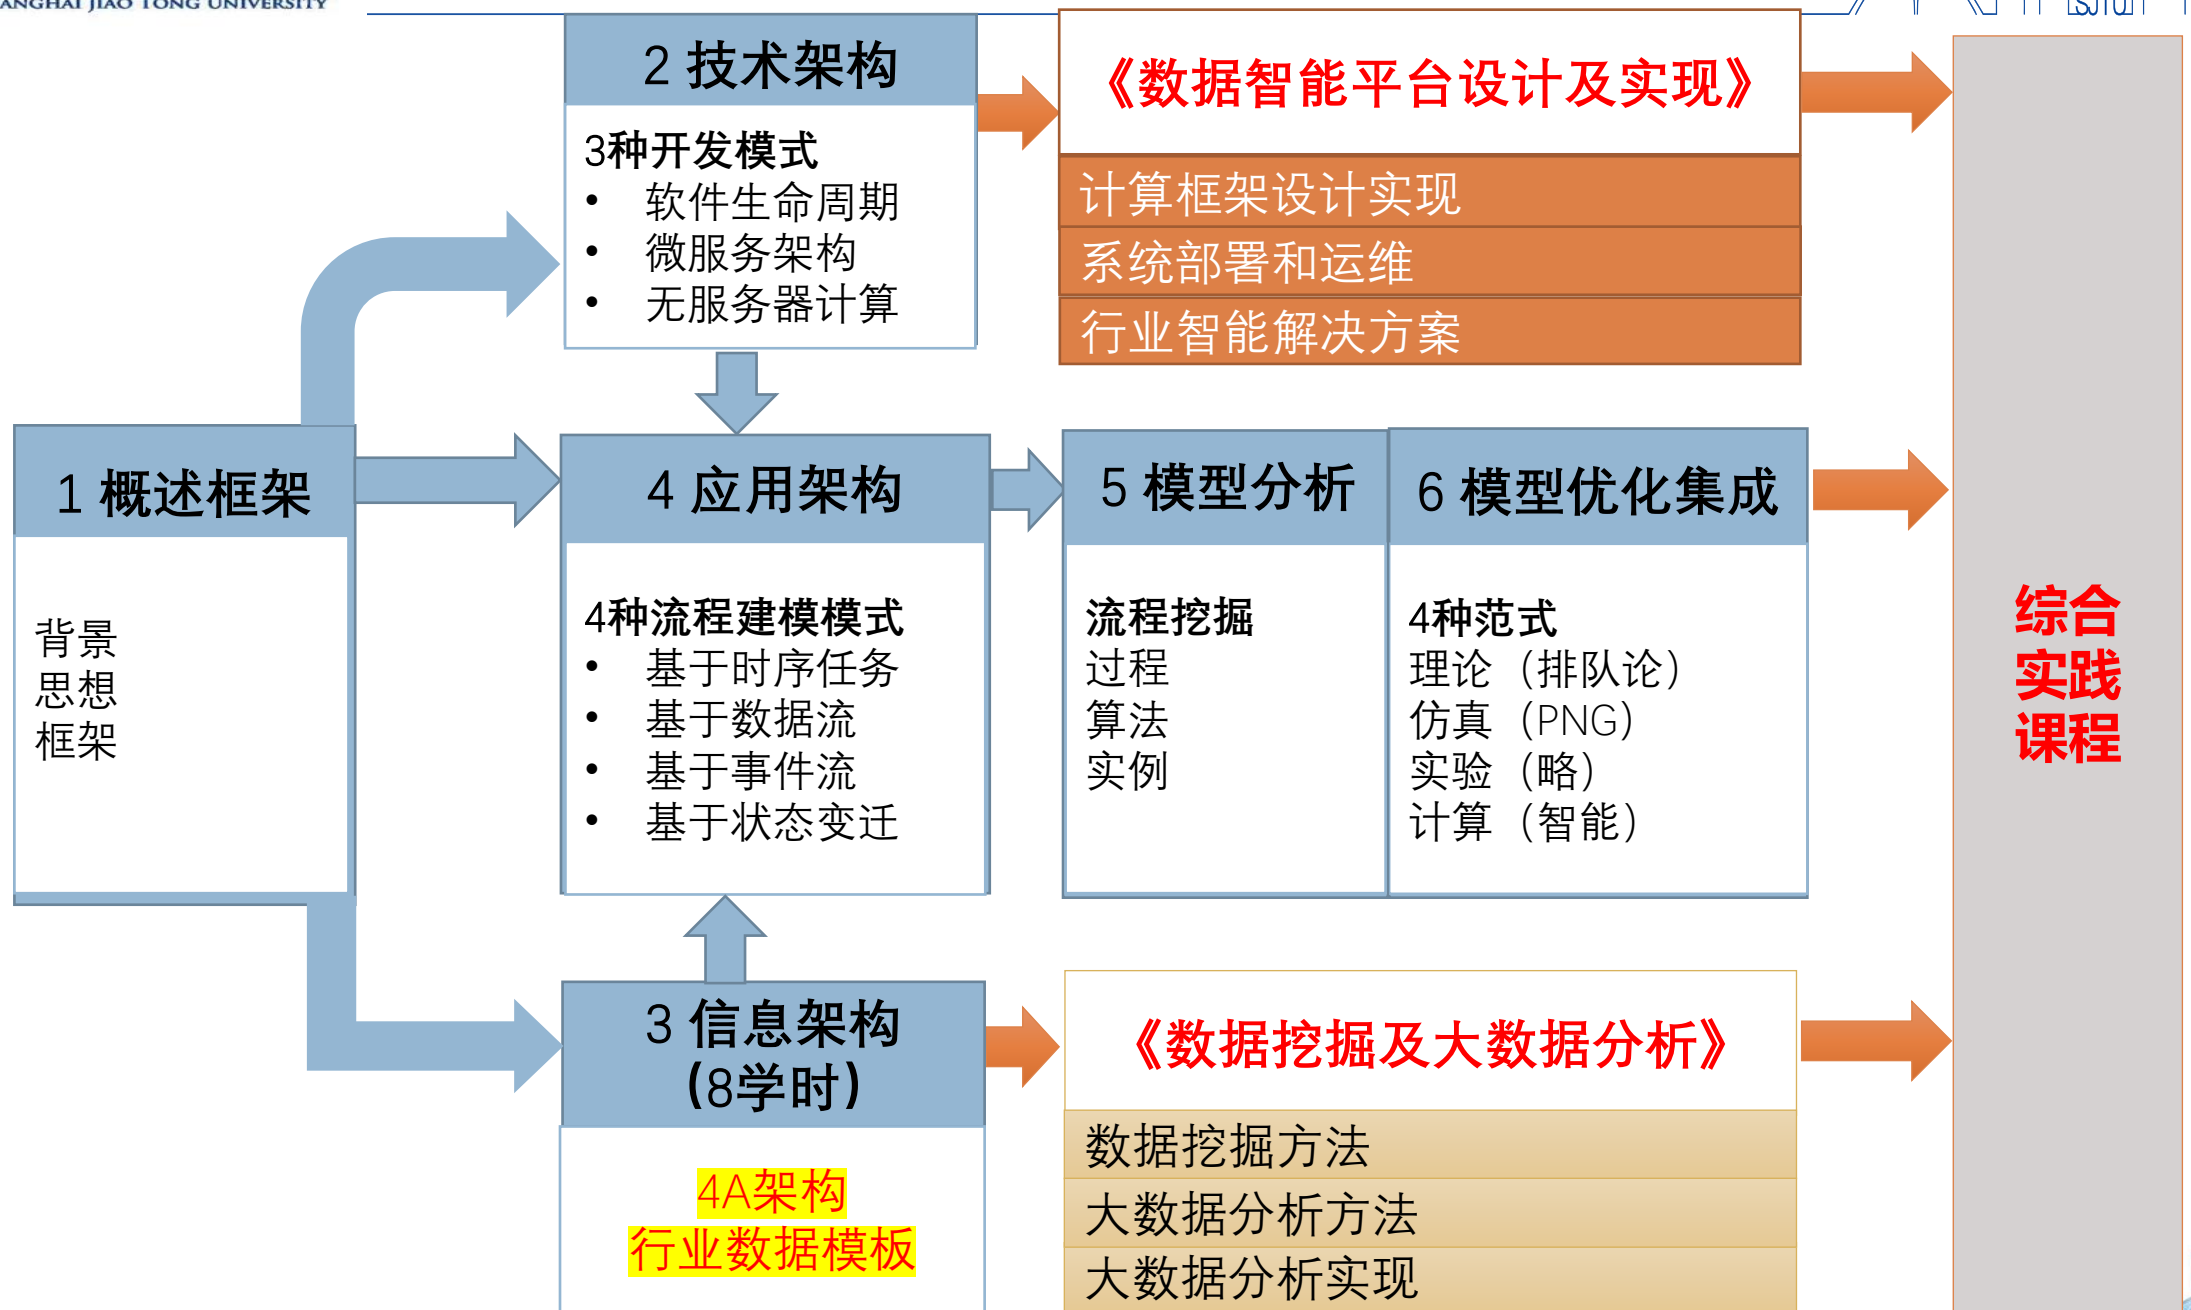 SHANGHAI JIAO TONG UNIVERSITY
SJTU
2 技术架构
3种开发模式
• 软件生命周期
• 微服务架构
• 无服务器计算
《数据智能平台设计及实现》
计算框架设计实现
系统部署和运维
行业智能解决方案
1 概述框架
背景
思想
框架
4 应用架构
4种流程建模模式
• 基于时序任务
• 基于数据流
• 基于事件流
• 基于状态变迁
5 模型分析
流程挖掘
过程
算法
实例
6 模型优化集成
4种范式
理论（排队论）
仿真（PNG）
实验（略）
计算（智能）
3 信息架构
(8学时)
4A架构
行业数据模板
《数据挖掘及大数据分析》
数据挖掘方法
大数据分析方法
大数据分析实现
综合
实践
课程